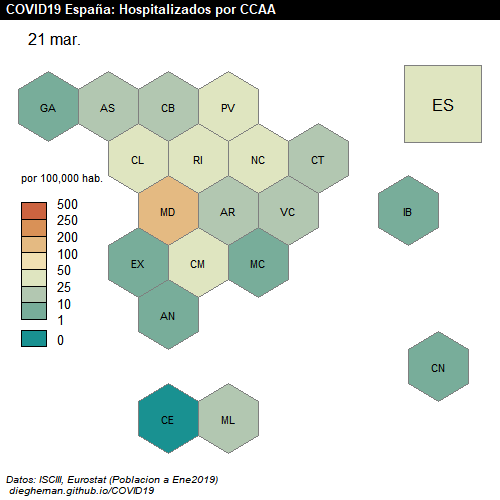 COVID19 España: Hospitalizados por CCAA
21 mar.
GA AS CB PV ES
CL RI NC CT
por 100,000 hab.
500
250
200
100
50
25
10
1
0
MD AR VC IB
EX CM MC
AN
CN
CE ML
Datos: ISCIII, Eurostat (Poblacion a Ene2019)
diegheman.github.io/COVID19